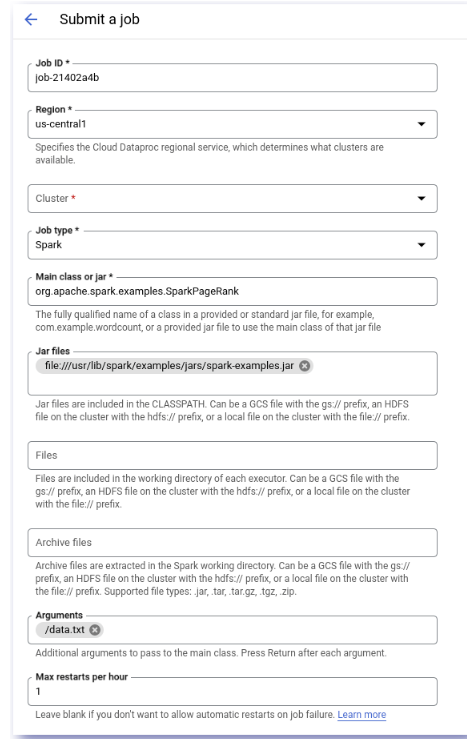 Submit a job
Job ID *
job-21402a4b
Region *
us-central1
Specifies the Cloud Dataproc regional service, which determines what clusters are
available.
Cluster *
Job type *
Spark
Main class or jar *
org.apache.spark.examples.SparkPageRank
The fully qualified name of a class in a provided or standard jar file, for example,
com.example.wordcount, or a provided jar file to use the main class of that jar file
Jar files
file:///usr/lib/spark/examples/jars/spark-examples.jar
Jar files are included in the CLASSPATH. Can be a GCS file with the gs:// prefix, an HDFS
file on the cluster with the hdfs:// prefix, or a local file on the cluster with the file:// prefix.
Files
Files are included in the working directory of each executor. Can be a GCS file with the
gs:// prefix, an HDFS file on the cluster with the hdfs:// prefix, or a local file on the cluster
with the file:// prefix.
Archive files
Archive files are extracted in the Spark working directory. Can be a GCS file with the gs://
prefix, an HDFS file on the cluster with the hdfs:// prefix, or a local file on the cluster with
the file:// prefix. Supported file types: .jar, .tar, .tar.gz, .tgz, .zip.
Arguments
/data.txt
Additional arguments to pass to the main class. Press Return after each argument.
Max restarts per hour
1
Leave blank if you don't want to allow automatic restarts on job failure. Learn more